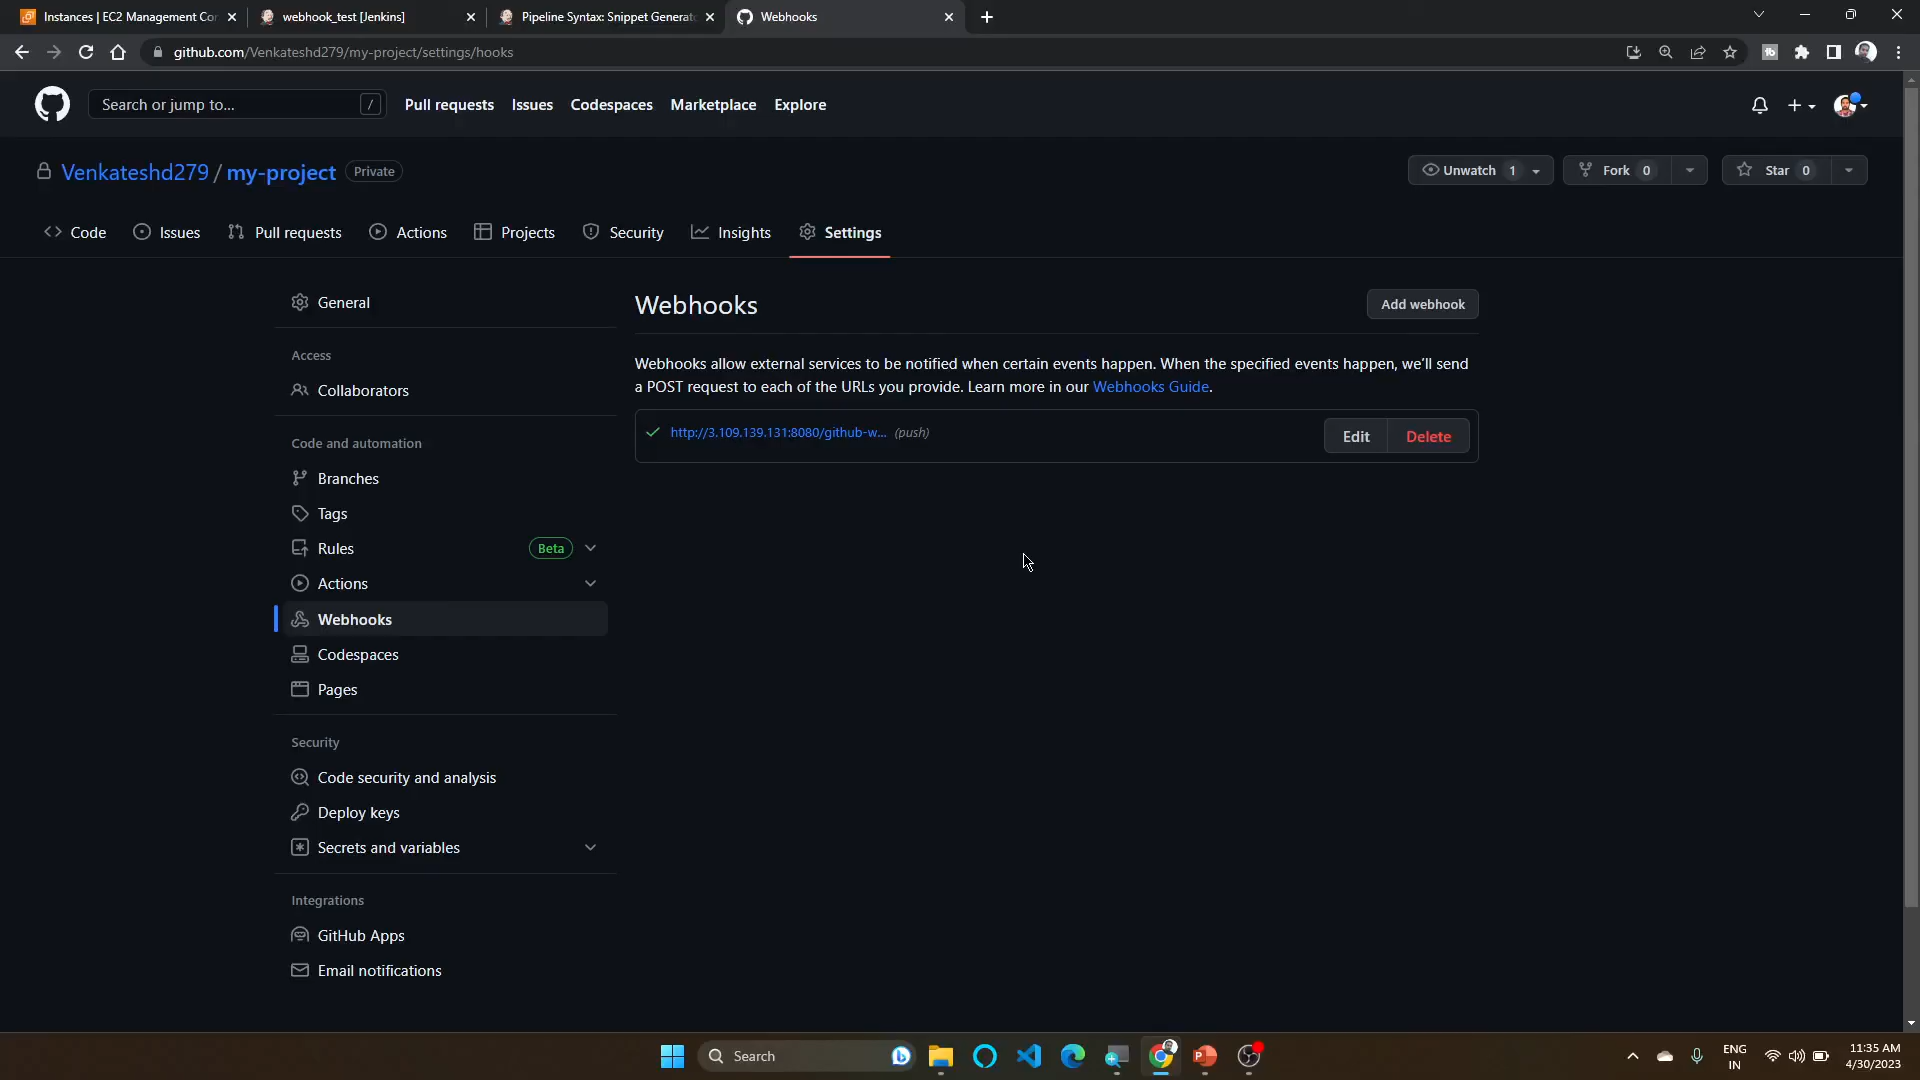 Instances | EC2 Management Cor
webhook_test [Jenkins]
Pipeline Syntax: Snippet Generato
Webhooks
github.com/Venkateshd279/my-project/settings/hooks
Search or jump to... /
Pull requests
Issues
Codespaces
Marketplace
Explore
Venkateshd279 / my-project Private
Unwatch 1
Fork 0
Star 0
Code
Issues
Pull requests
Actions
Projects
Security
Insights
Settings
General
Access
Collaborators
Code and automation
Branches
Tags
Rules Beta
Actions
Webhooks
Codespaces
Pages
Security
Code security and analysis
Deploy keys
Secrets and variables
Integrations
GitHub Apps
Email notifications
Webhooks
Add webhook
Webhooks allow external services to be notified when certain events happen. When the specified events happen, we'll send
a POST request to each of the URLs you provide. Learn more in our Webhooks Guide.
http://3.109.139.131:8080/github-w... (push)
Edit
Delete
Search
ENG
IN
11:35 AM
4/30/2023